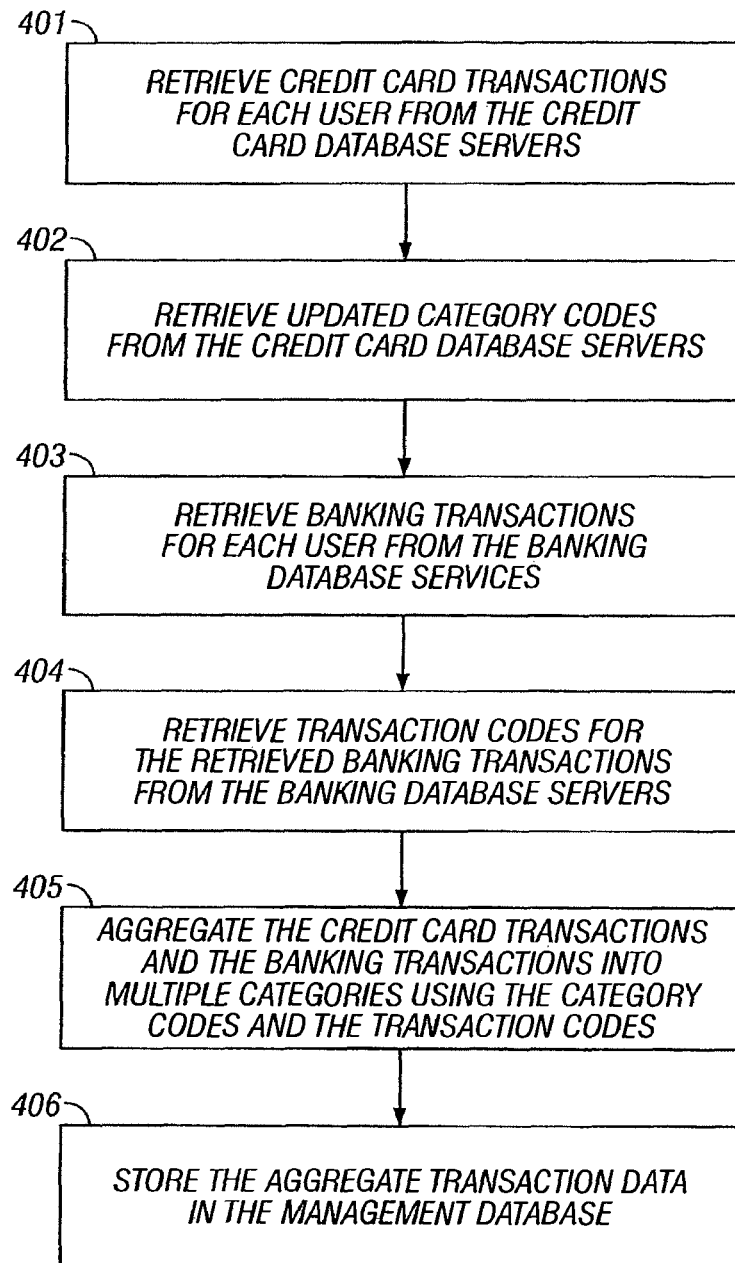 401
RETRIEVE CREDIT CARD TRANSACTIONS
FOR EACH USER FROM THE CREDIT
CARD DATABASE SERVERS
402
RETRIEVE UPDATED CATEGORY CODES
FROM THE CREDIT CARD DATABASE SERVERS
403
RETRIEVE BANKING TRANSACTIONS
FOR EACH USER FROM THE BANKING
DATABASE SERVICES
404
RETRIEVE TRANSACTION CODES FOR
THE RETRIEVED BANKING TRANSACTIONS
FROM THE BANKING DATABASE SERVERS
405
AGGREGATE THE CREDIT CARD TRANSACTIONS
AND THE BANKING TRANSACTIONS INTO
MULTIPLE CATEGORIES USING THE CATEGORY
CODES AND THE TRANSACTION CODES
406
STORE THE AGGREGATE TRANSACTION DATA
IN THE MANAGEMENT DATABASE